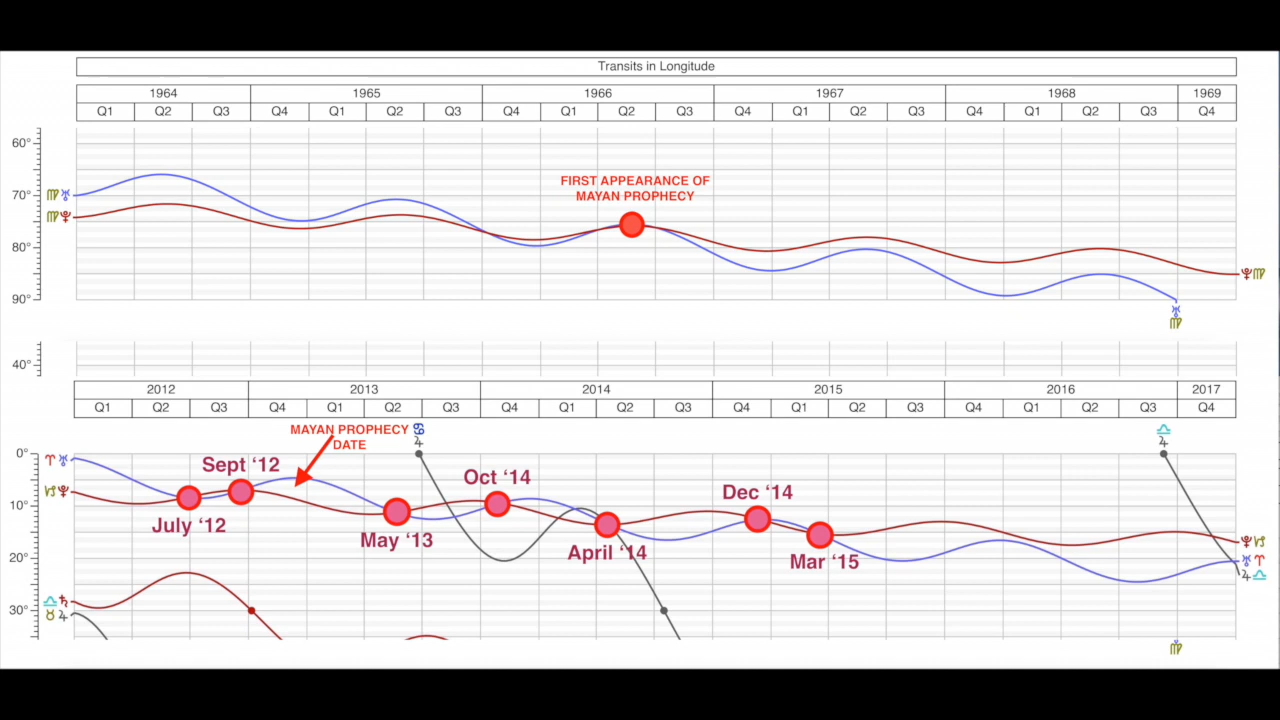 Transits in Longitude
1964 1965 1966 1967 1968 1969
Q1 Q2 Q3 Q4 Q1 Q2 Q3 Q4 Q1 Q2 Q3 Q4 Q1 Q2 Q3 Q4 Q1 Q2 Q3 Q4
60°
FIRST APPEARANCE OF
MAYAN PROPHECY
♍♅ 70°
♍♇
80°
♇♍
90°
♅
♍
40°
2012 2013 2014 2015 2016 2017
Q1 Q2 Q3 Q4 Q1 Q2 Q3 Q4 Q1 Q2 Q3 Q4 Q1 Q2 Q3 Q4 Q1 Q2 Q3 Q4
MAYAN PROPHECY ♋ ♎
DATE ♃ ♃
0°
♈♅
Sept ‘12
Oct ‘14
Dec ‘14
♑♇
10°
July ‘12
May ‘13
April ‘14
Mar ‘15
♇♑
20°
♅♈
♃♎
♎♄
30°
♉♃
♍